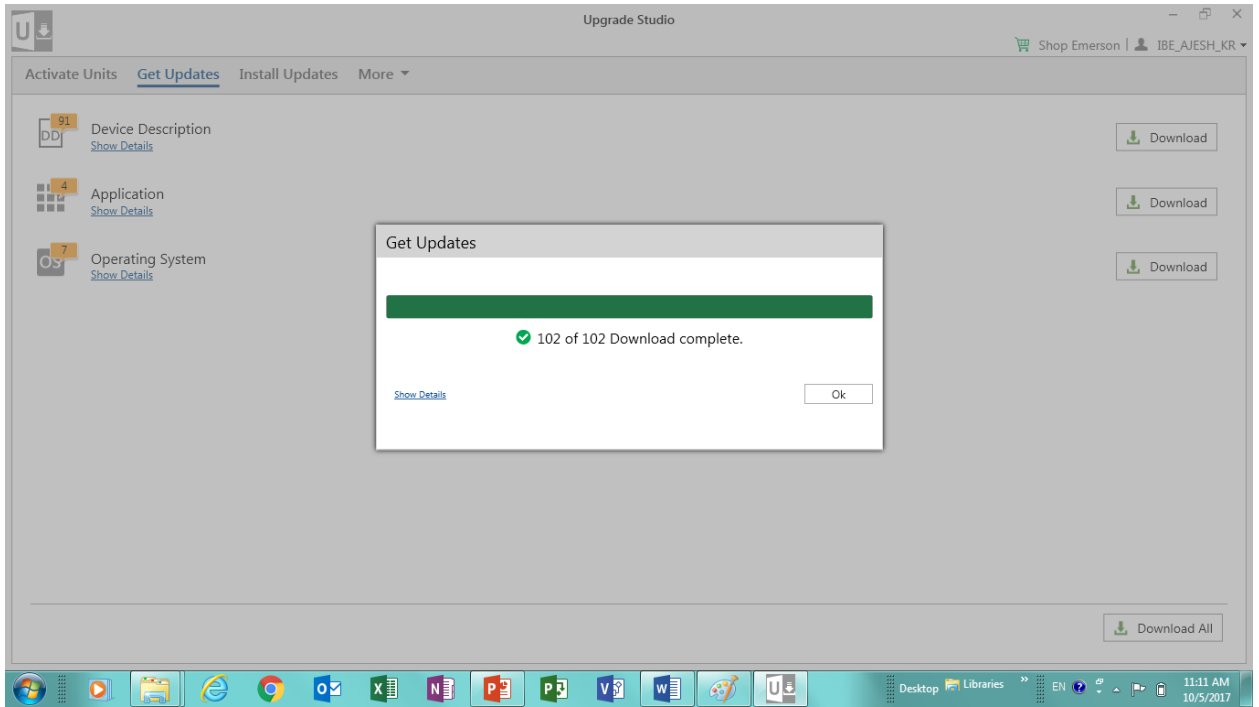 U
Upgrade Studio
Shop Emerson | IBE_AJESH_KR
Activate Units Get Updates Install Updates More
91
DD
Device Description
Show Details
Download
4
Application
Show Details
Download
7
OS
Operating System
Show Details
Download
Get Updates
102 of 102 Download complete.
Show Details
Ok
Download All
Desktop Libraries » EN 11:11 AM
10/5/2017